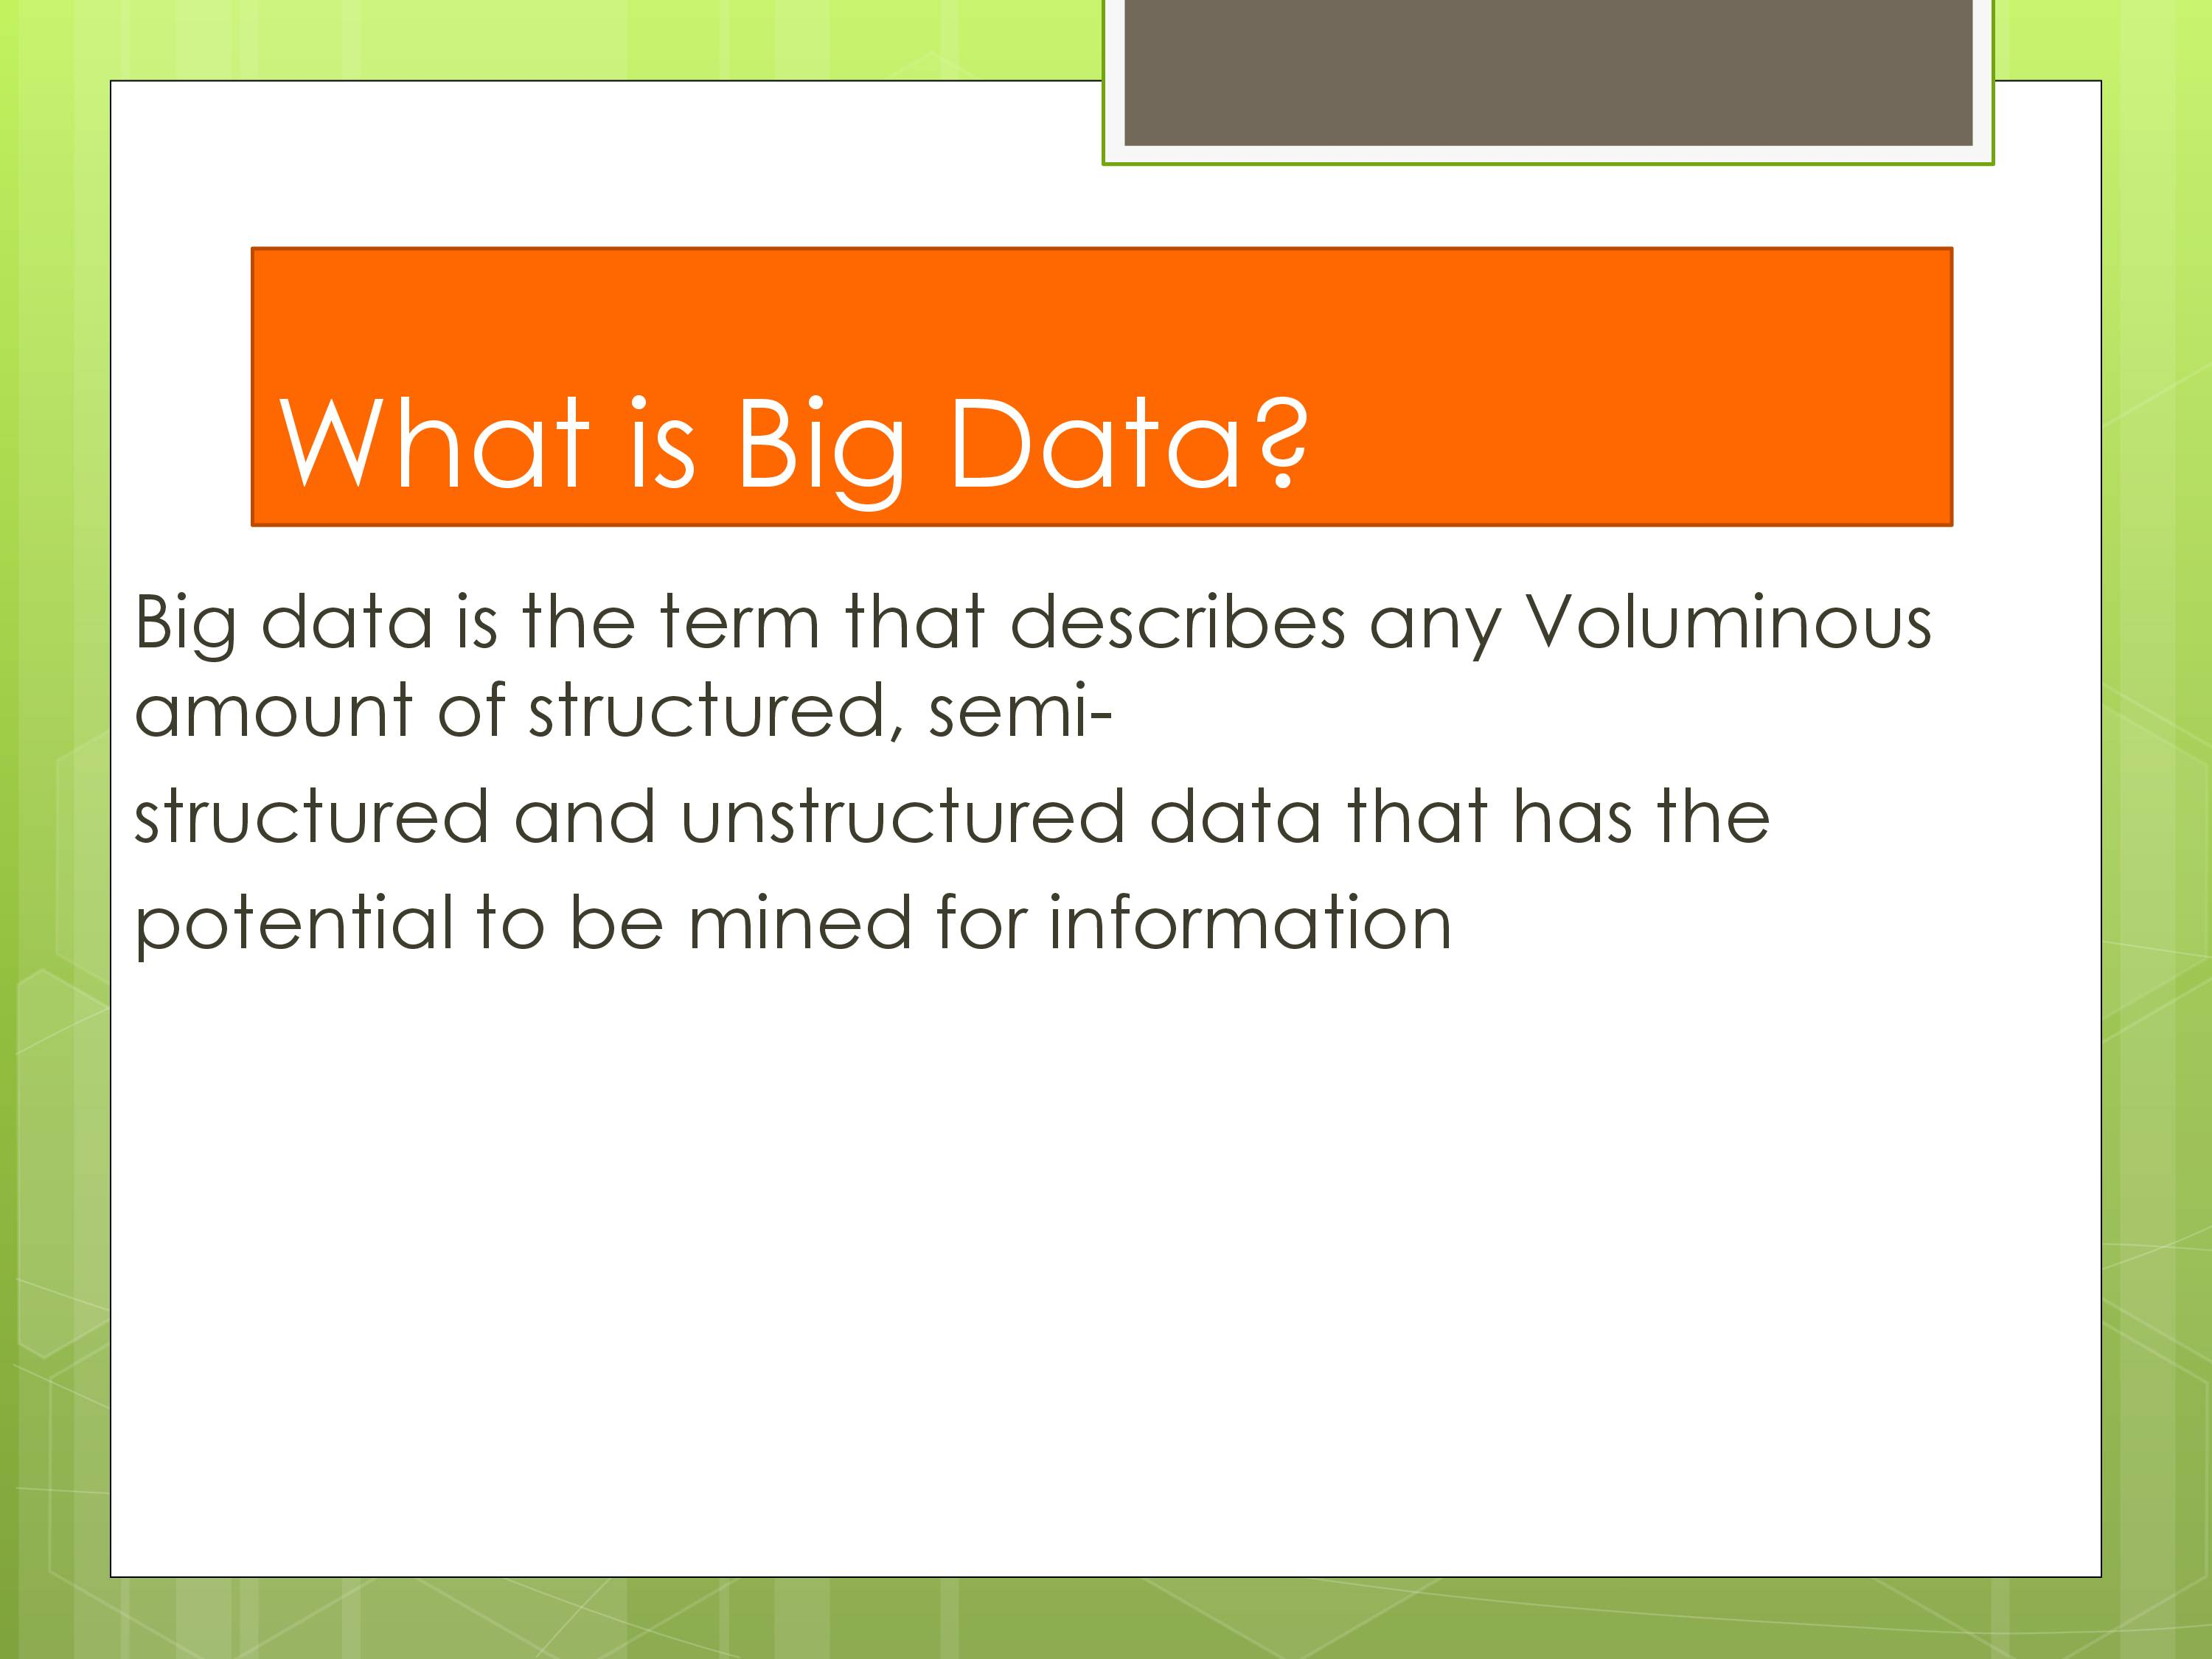 What is Big Data?
Big data is the term that describes any Voluminous
amount of structured, semi-
structured and unstructured data that has the
potential to be mined for information